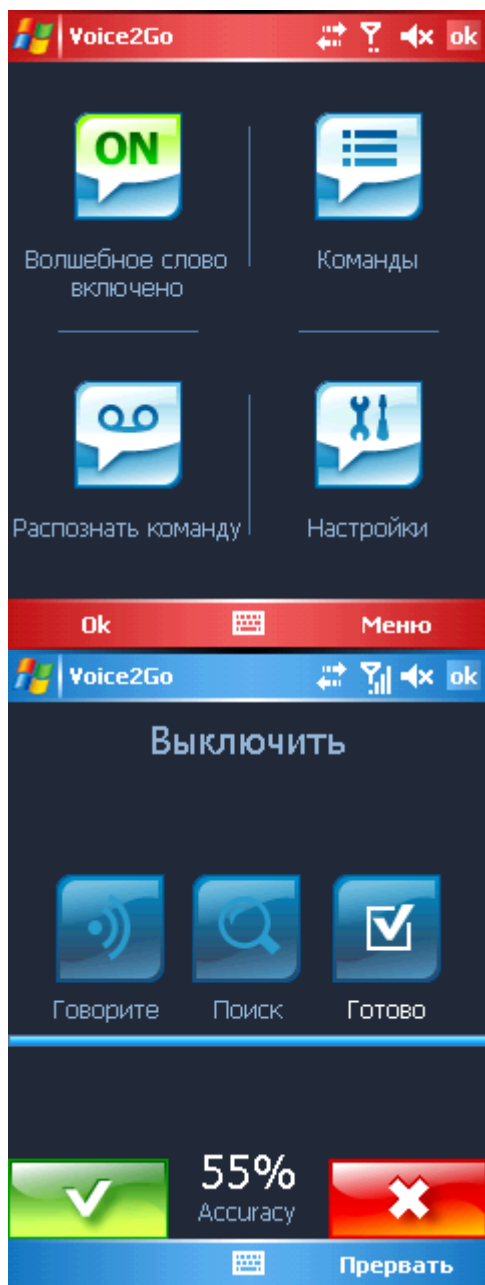 Voice2Go ok
ON
Волшебное слово
включено
Команды
Распознать команду
Настройки
Ok Меню
Voice2Go ok
Выключить
Говорите Поиск Готово
55%
Accuracy
Прервать